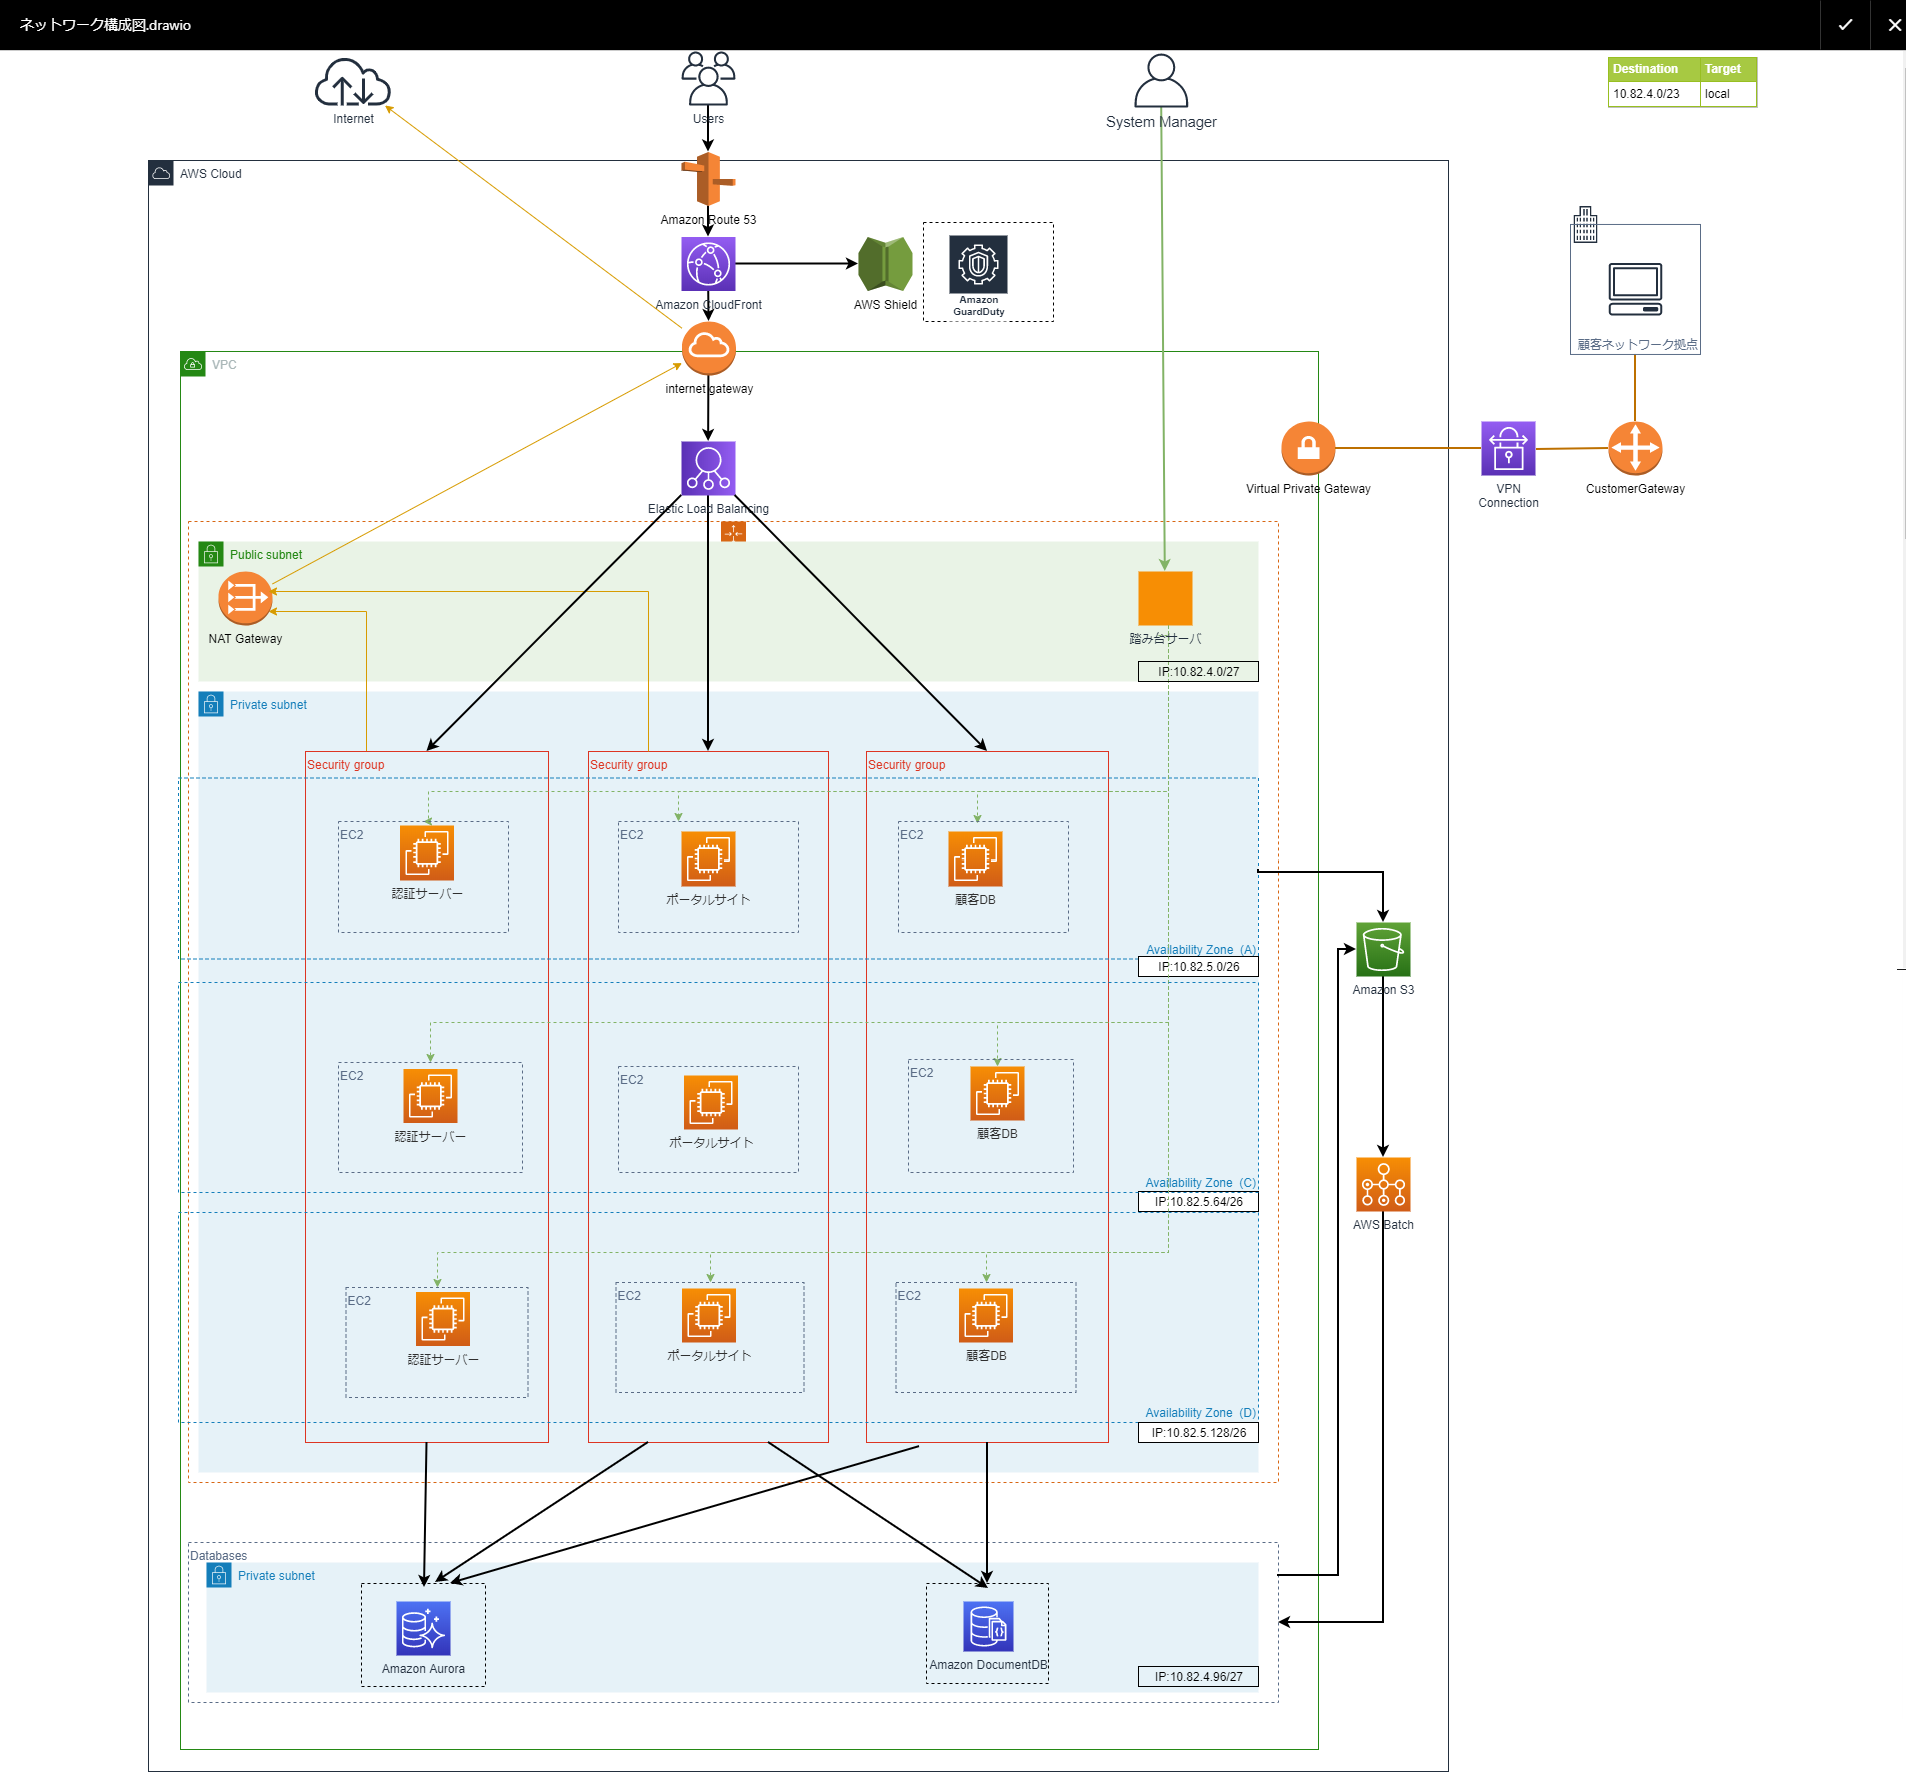 ネットワーク構成図.drawio
Internet
Users
System Manager
Destination Target
10.82.4.0/23 local
AWS Cloud
Amazon Route 53
Amazon CloudFront
AWS Shield
Amazon
GuardDuty
顧客ネットワーク拠点
VPC
internet gateway
Elastic Load Balancing
Virtual Private Gateway
VPN
Connection
CustomerGateway
Public subnet
NAT Gateway
踏み台サーバ
IP:10.82.4.0/27
Private subnet
Security group
Security group
Security group
EC2
認証サーバー
EC2
ポータルサイト
EC2
顧客DB
Availability Zone (A)
IP:10.82.5.0/26
Amazon S3
EC2
認証サーバー
EC2
ポータルサイト
EC2
顧客DB
Availability Zone (C)
IP:10.82.5.64/26
AWS Batch
EC2
認証サーバー
EC2
ポータルサイト
EC2
顧客DB
Availability Zone (D)
IP:10.82.5.128/26
Databases
Private subnet
Amazon Aurora
Amazon DocumentDB
IP:10.82.4.96/27